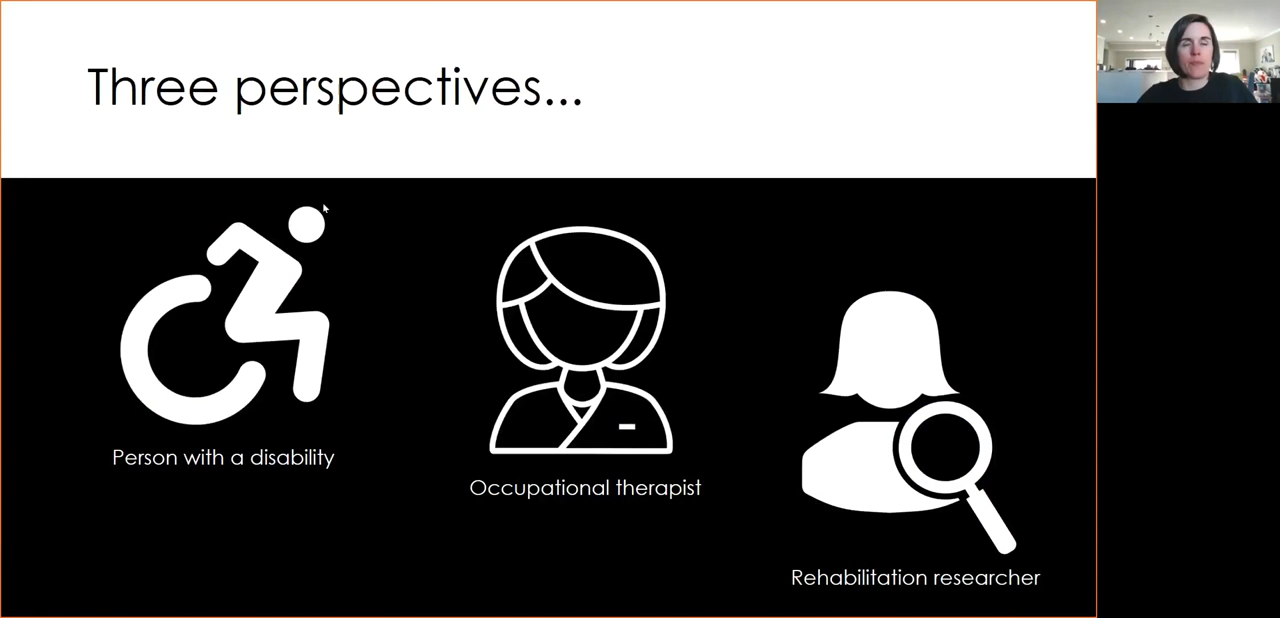 Three perspectives...
Person with a disability
Occupational therapist
Rehabilitation researcher